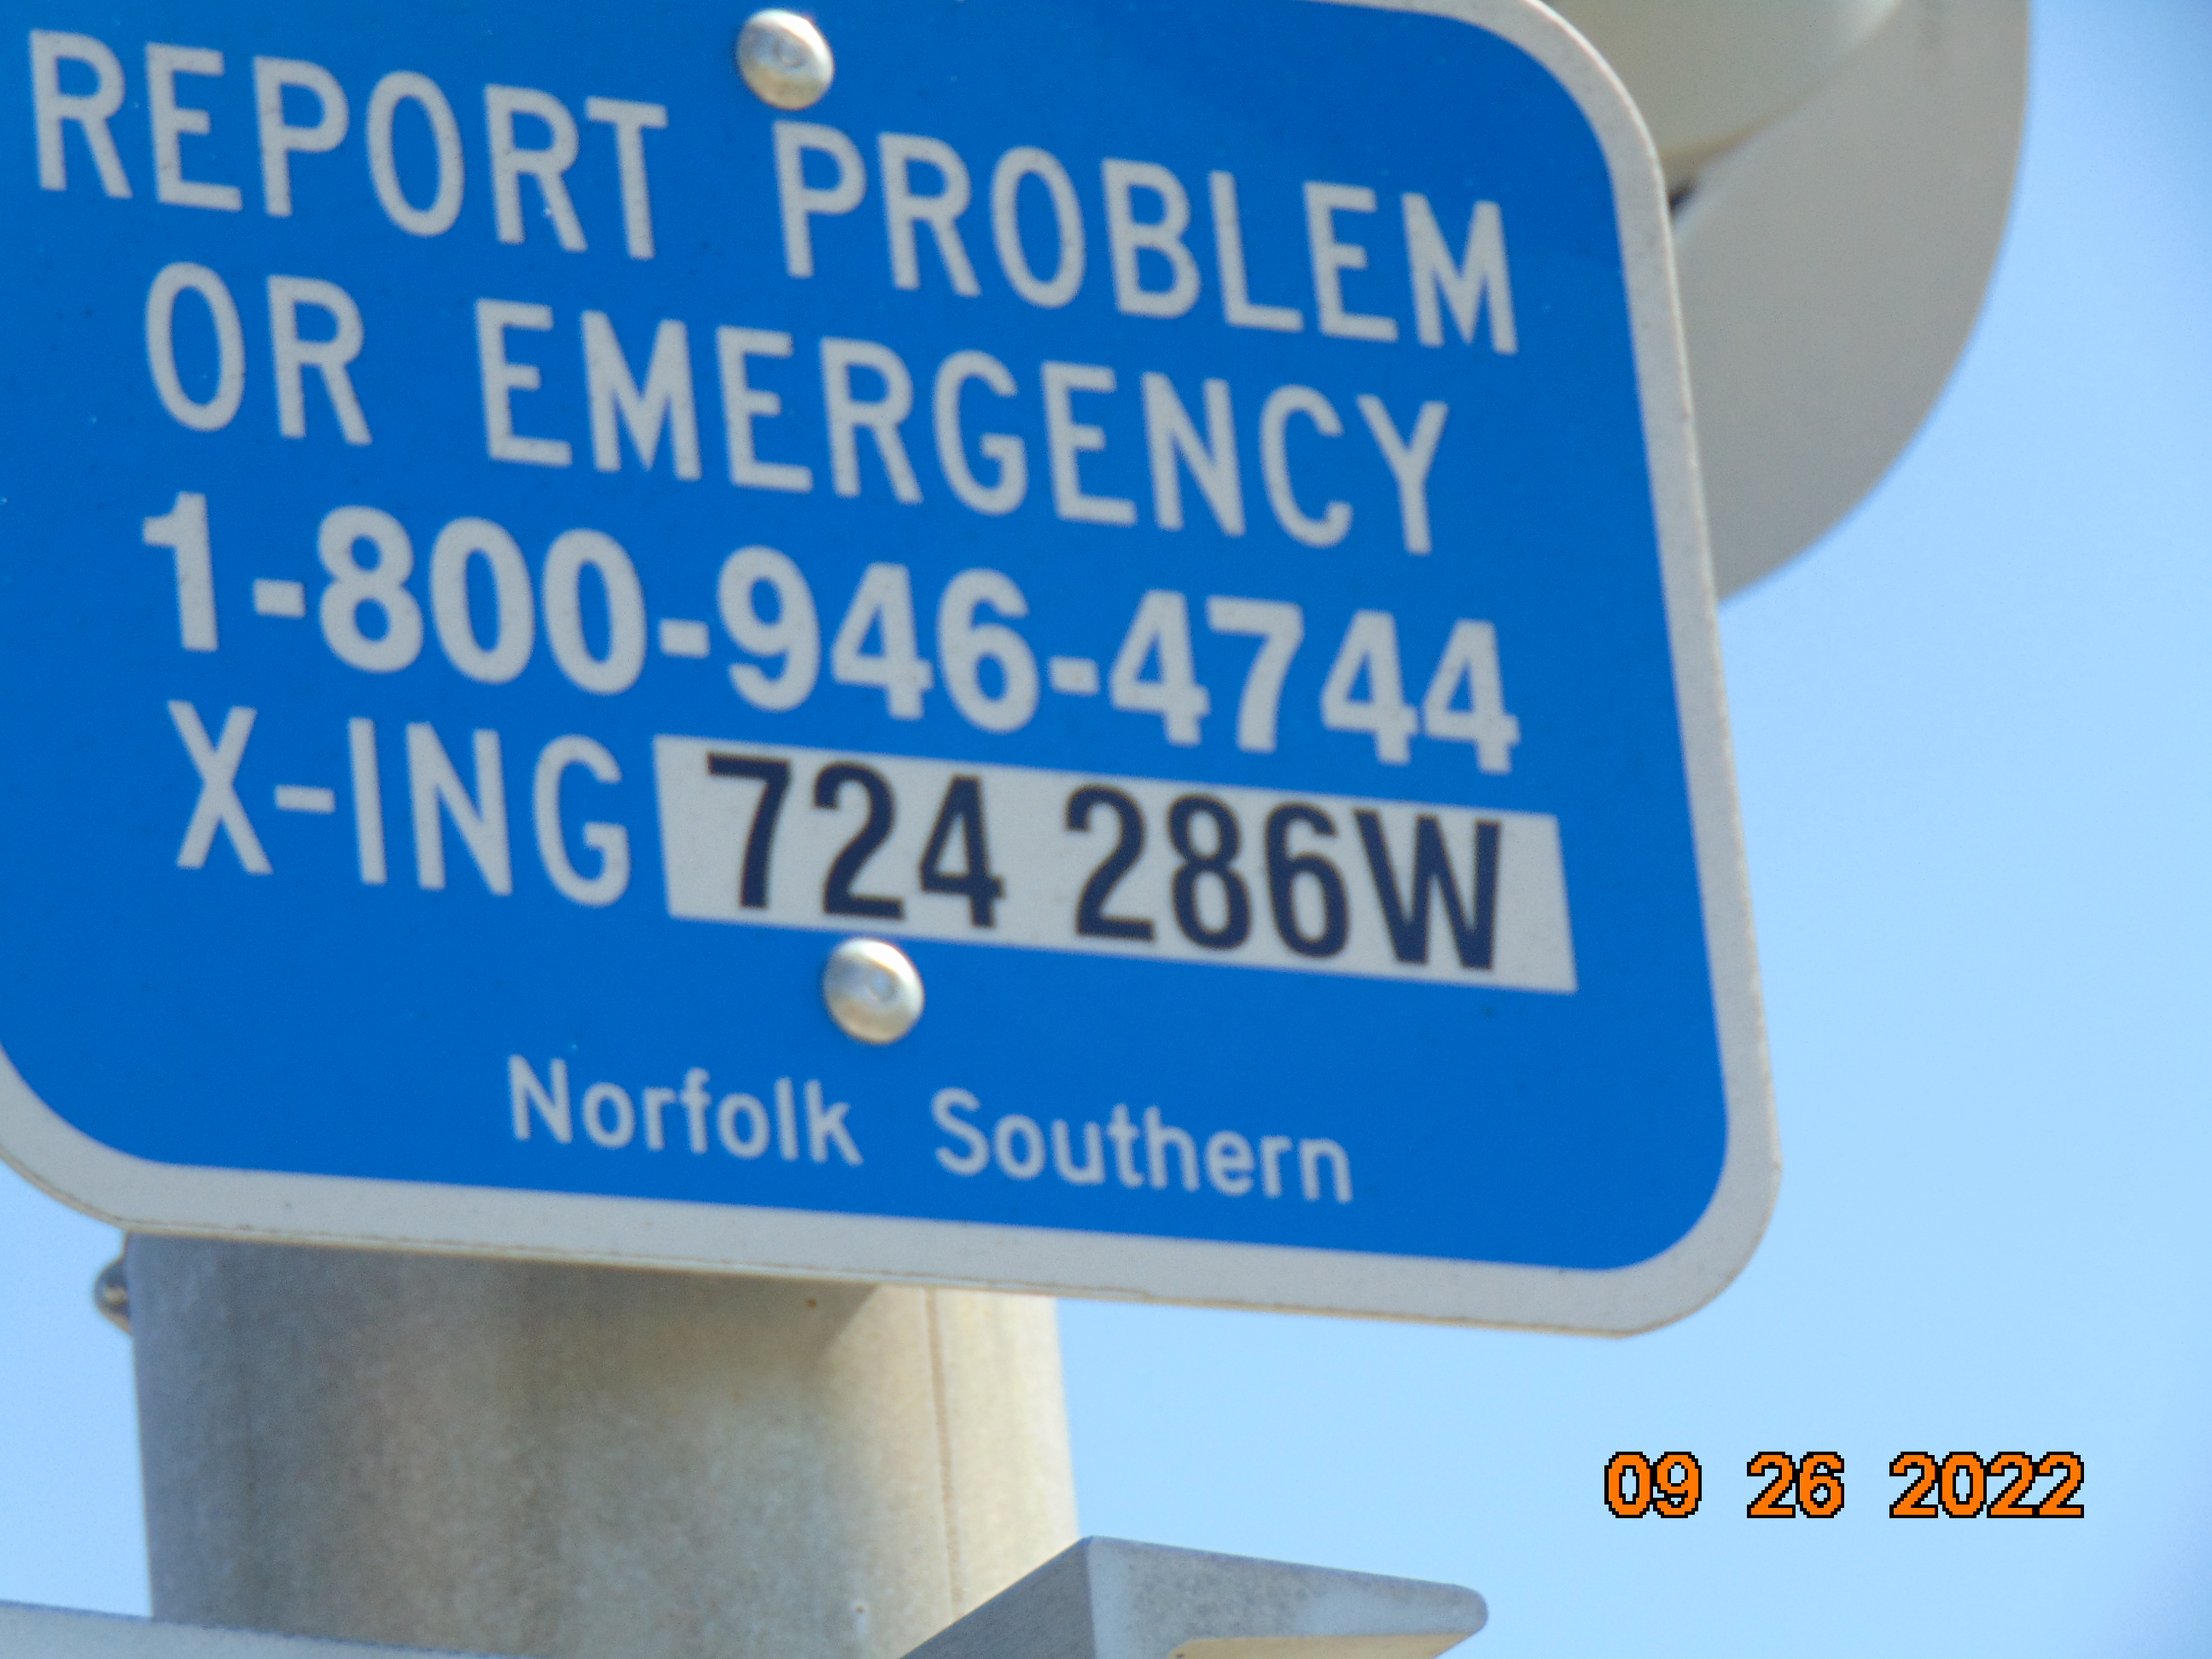 REPORT PROBLEM
OR EMERGENCY
1-800-946-4744
X-ING 724 286W
Norfolk Southern
09 26 2022